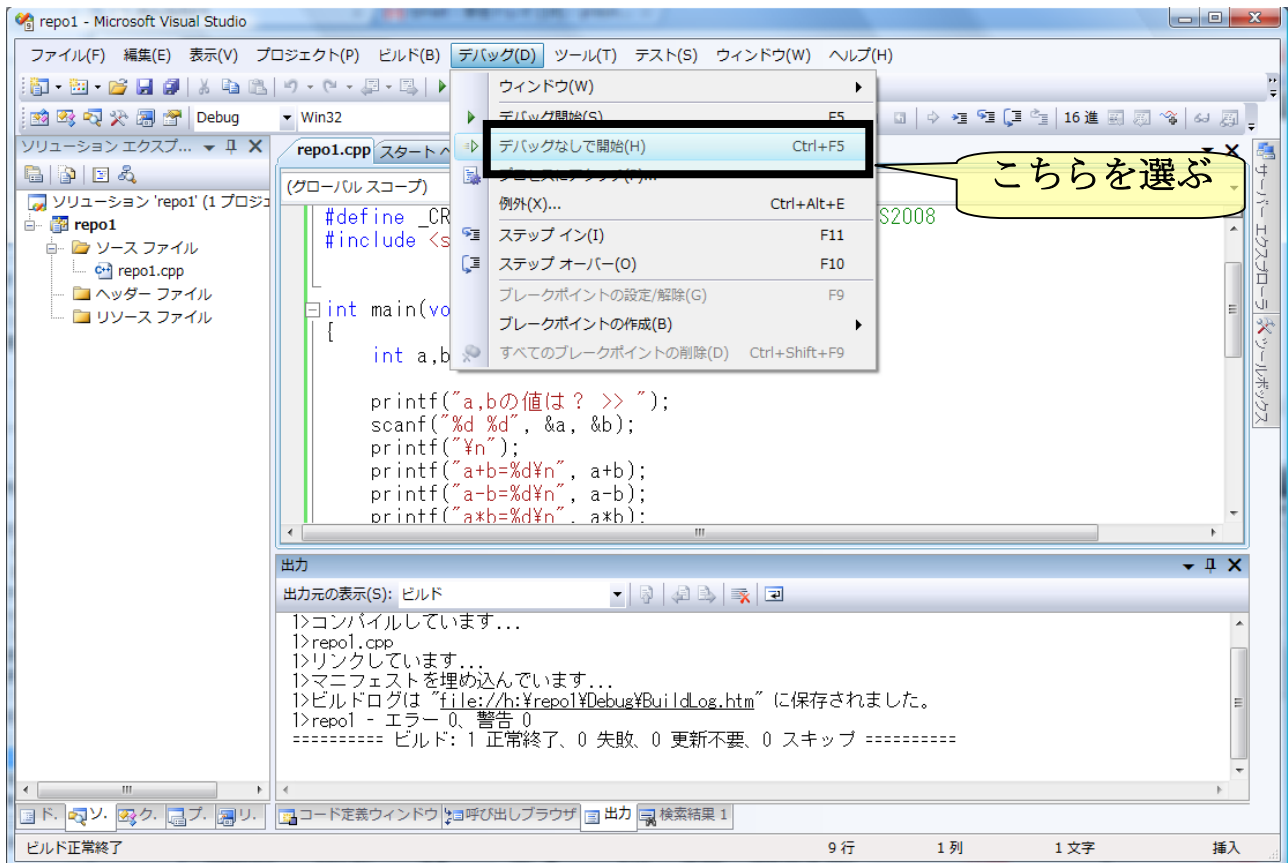 repo1 - Microsoft Visual Studio
ファイル(F) 編集(E) 表示(V) プロジェクト(P) ビルド(B) デバッグ(D) ツール(T) テスト(S) ウィンドウ(W) ヘルプ(H)
Debug Win32 16 進
ウィンドウ(W)
デバッグ開始(S) F5
デバッグなしで開始(H) Ctrl+F5
こちらを選ぶ
プロセスにアタッチ(P)...
例外(X)... Ctrl+Alt+E
ステップ イン(I) F11
ステップ オーバー(O) F10
ブレークポイントの設定/解除(G) F9
ブレークポイントの作成(B)
すべてのブレークポイントの削除(D) Ctrl+Shift+F9
ソリューション エクスプ...
ソリューション 'repo1' (1 プロジェ
repo1
ソース ファイル
repo1.cpp
ヘッダー ファイル
リソース ファイル
repo1.cpp スタート ペ
(グローバル スコープ)
#define _CR S2008
#include <s
int main(vo
{
int a,b
printf("a,bの値は？ >> ");
scanf("%d %d", &a, &b);
printf("¥n");
printf("a+b=%d¥n", a+b);
printf("a-b=%d¥n", a-b);
printf("a*b=%d¥n", a*b);
サーバー エクスプローラ
ツールボックス
出力
出力元の表示(S): ビルド
1>コンパイルしています...
1>repo1.cpp
1>リンクしています...
1>マニフェストを埋め込んでいます...
1>ビルドログは "file://h:¥repo1¥Debug¥BuildLog.htm" に保存されました。
1>repo1 - エラー 0、警告 0
========== ビルド: 1 正常終了、0 失敗、0 更新不要、0 スキップ ==========
ド. ソ. ク. プ. リ. コード定義ウィンドウ 呼び出しブラウザ 出力 検索結果 1
ビルド正常終了 9 行 1 列 1 文字 挿入